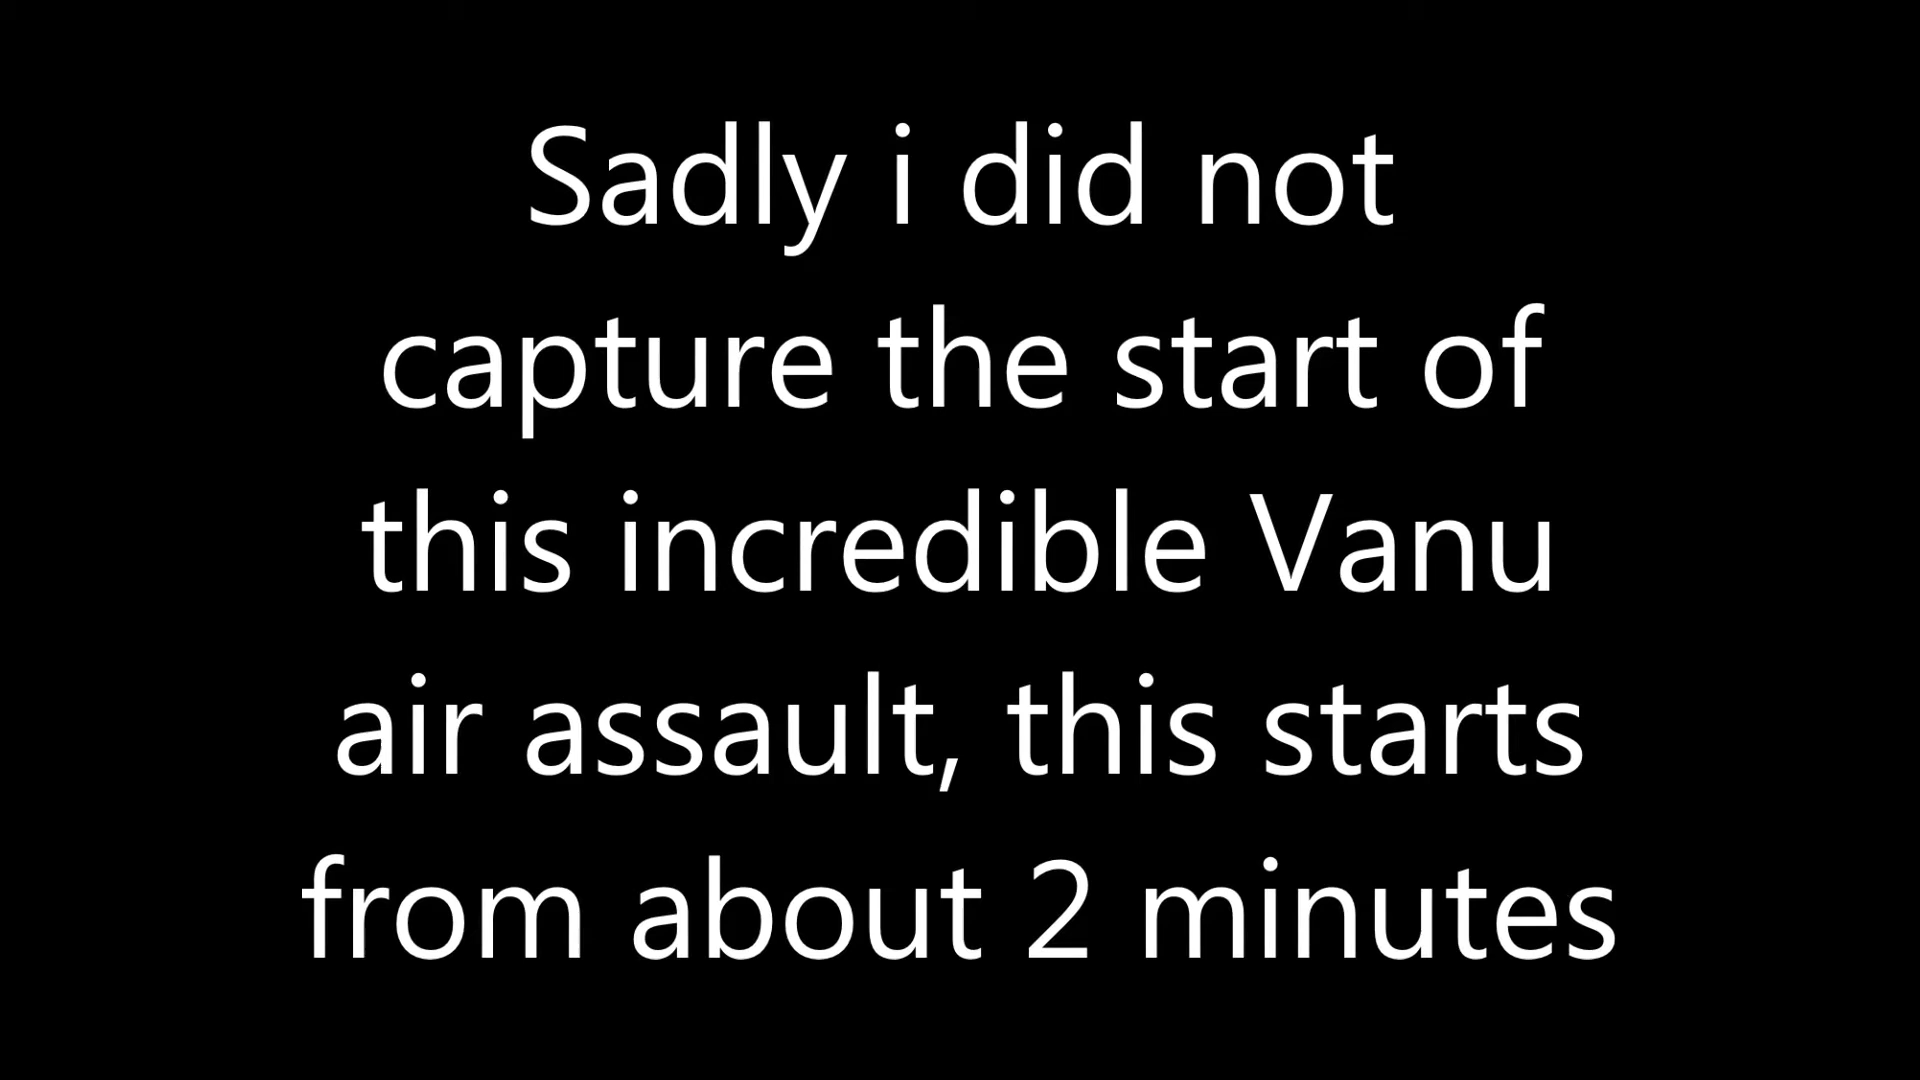 Sadly i did not
capture the start of
this incredible Vanu
air assault, this starts
from about 2 minutes